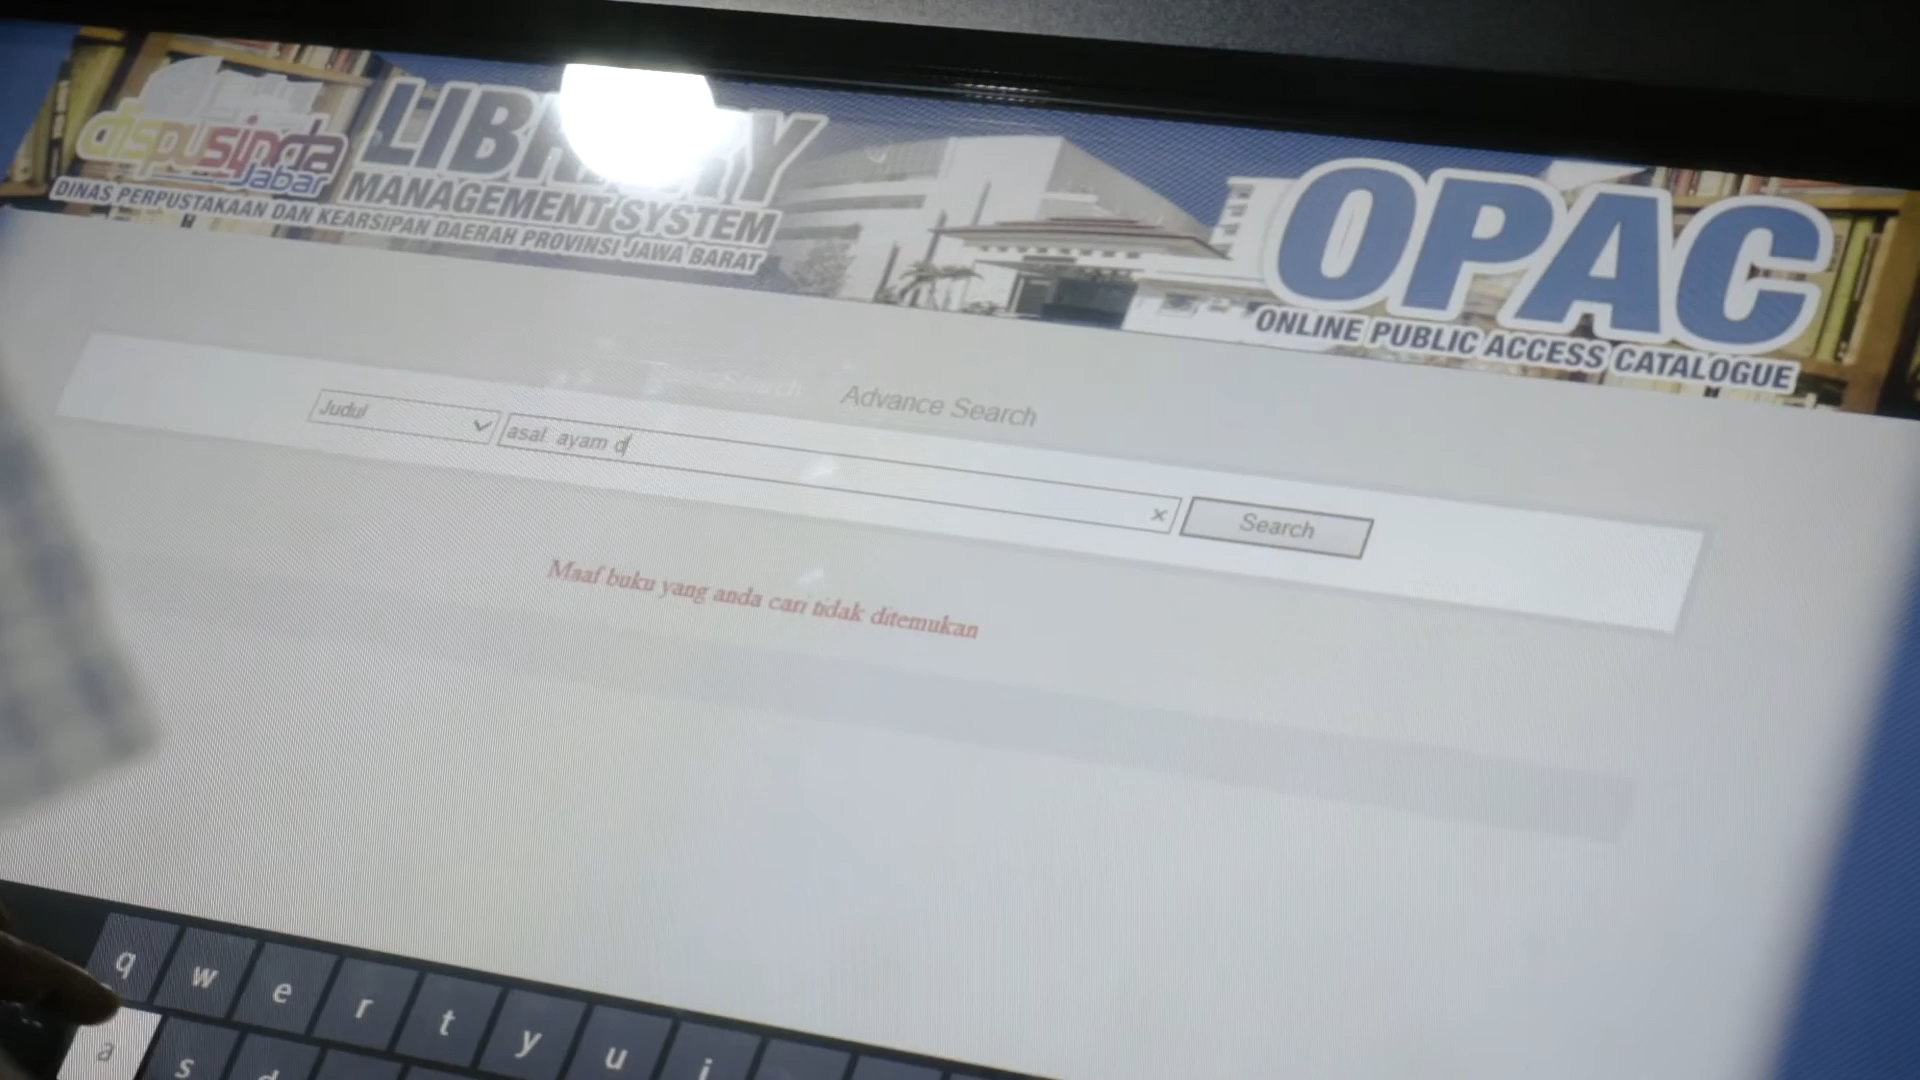 dispusipda
Jabar
LIBRARY
MANAGEMENT SYSTEM
DINAS PERPUSTAKAAN DAN KEARSIPAN DAERAH PROVINSI JAWA BARAT
OPAC
ONLINE PUBLIC ACCESS CATALOGUE
Advance Search
Judul
asal ayam d
×
Search
Maaf buku yang anda cari tidak ditemukan
q w e r t y u i
a s d